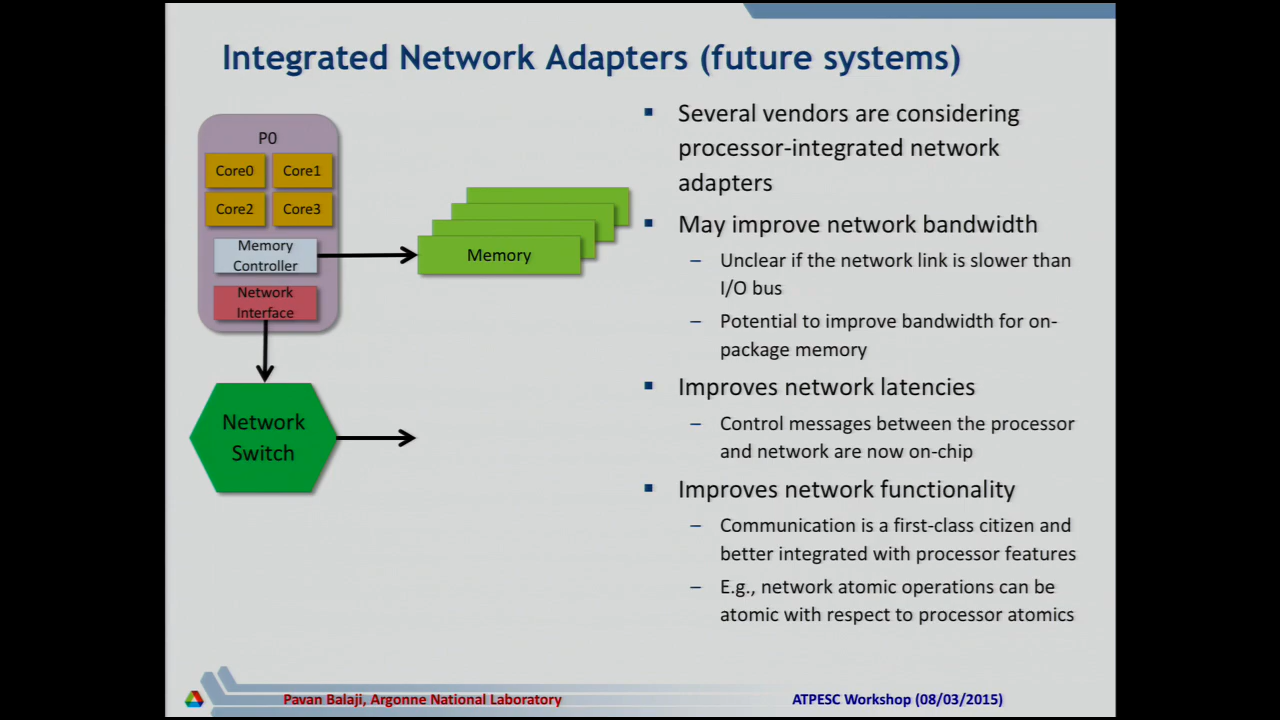 Integrated Network Adapters (future systems)
P0
Core0
Core1
Core2
Core3
Memory
Controller
Network
Interface
Memory
Network
Switch
Several vendors are considering
processor-integrated network
adapters
May improve network bandwidth
– Unclear if the network link is slower than
I/O bus
– Potential to improve bandwidth for on-
package memory
Improves network latencies
– Control messages between the processor
and network are now on-chip
Improves network functionality
– Communication is a first-class citizen and
better integrated with processor features
– E.g., network atomic operations can be
atomic with respect to processor atomics
Pavan Balaji, Argonne National Laboratory
ATPESC Workshop (08/03/2015)